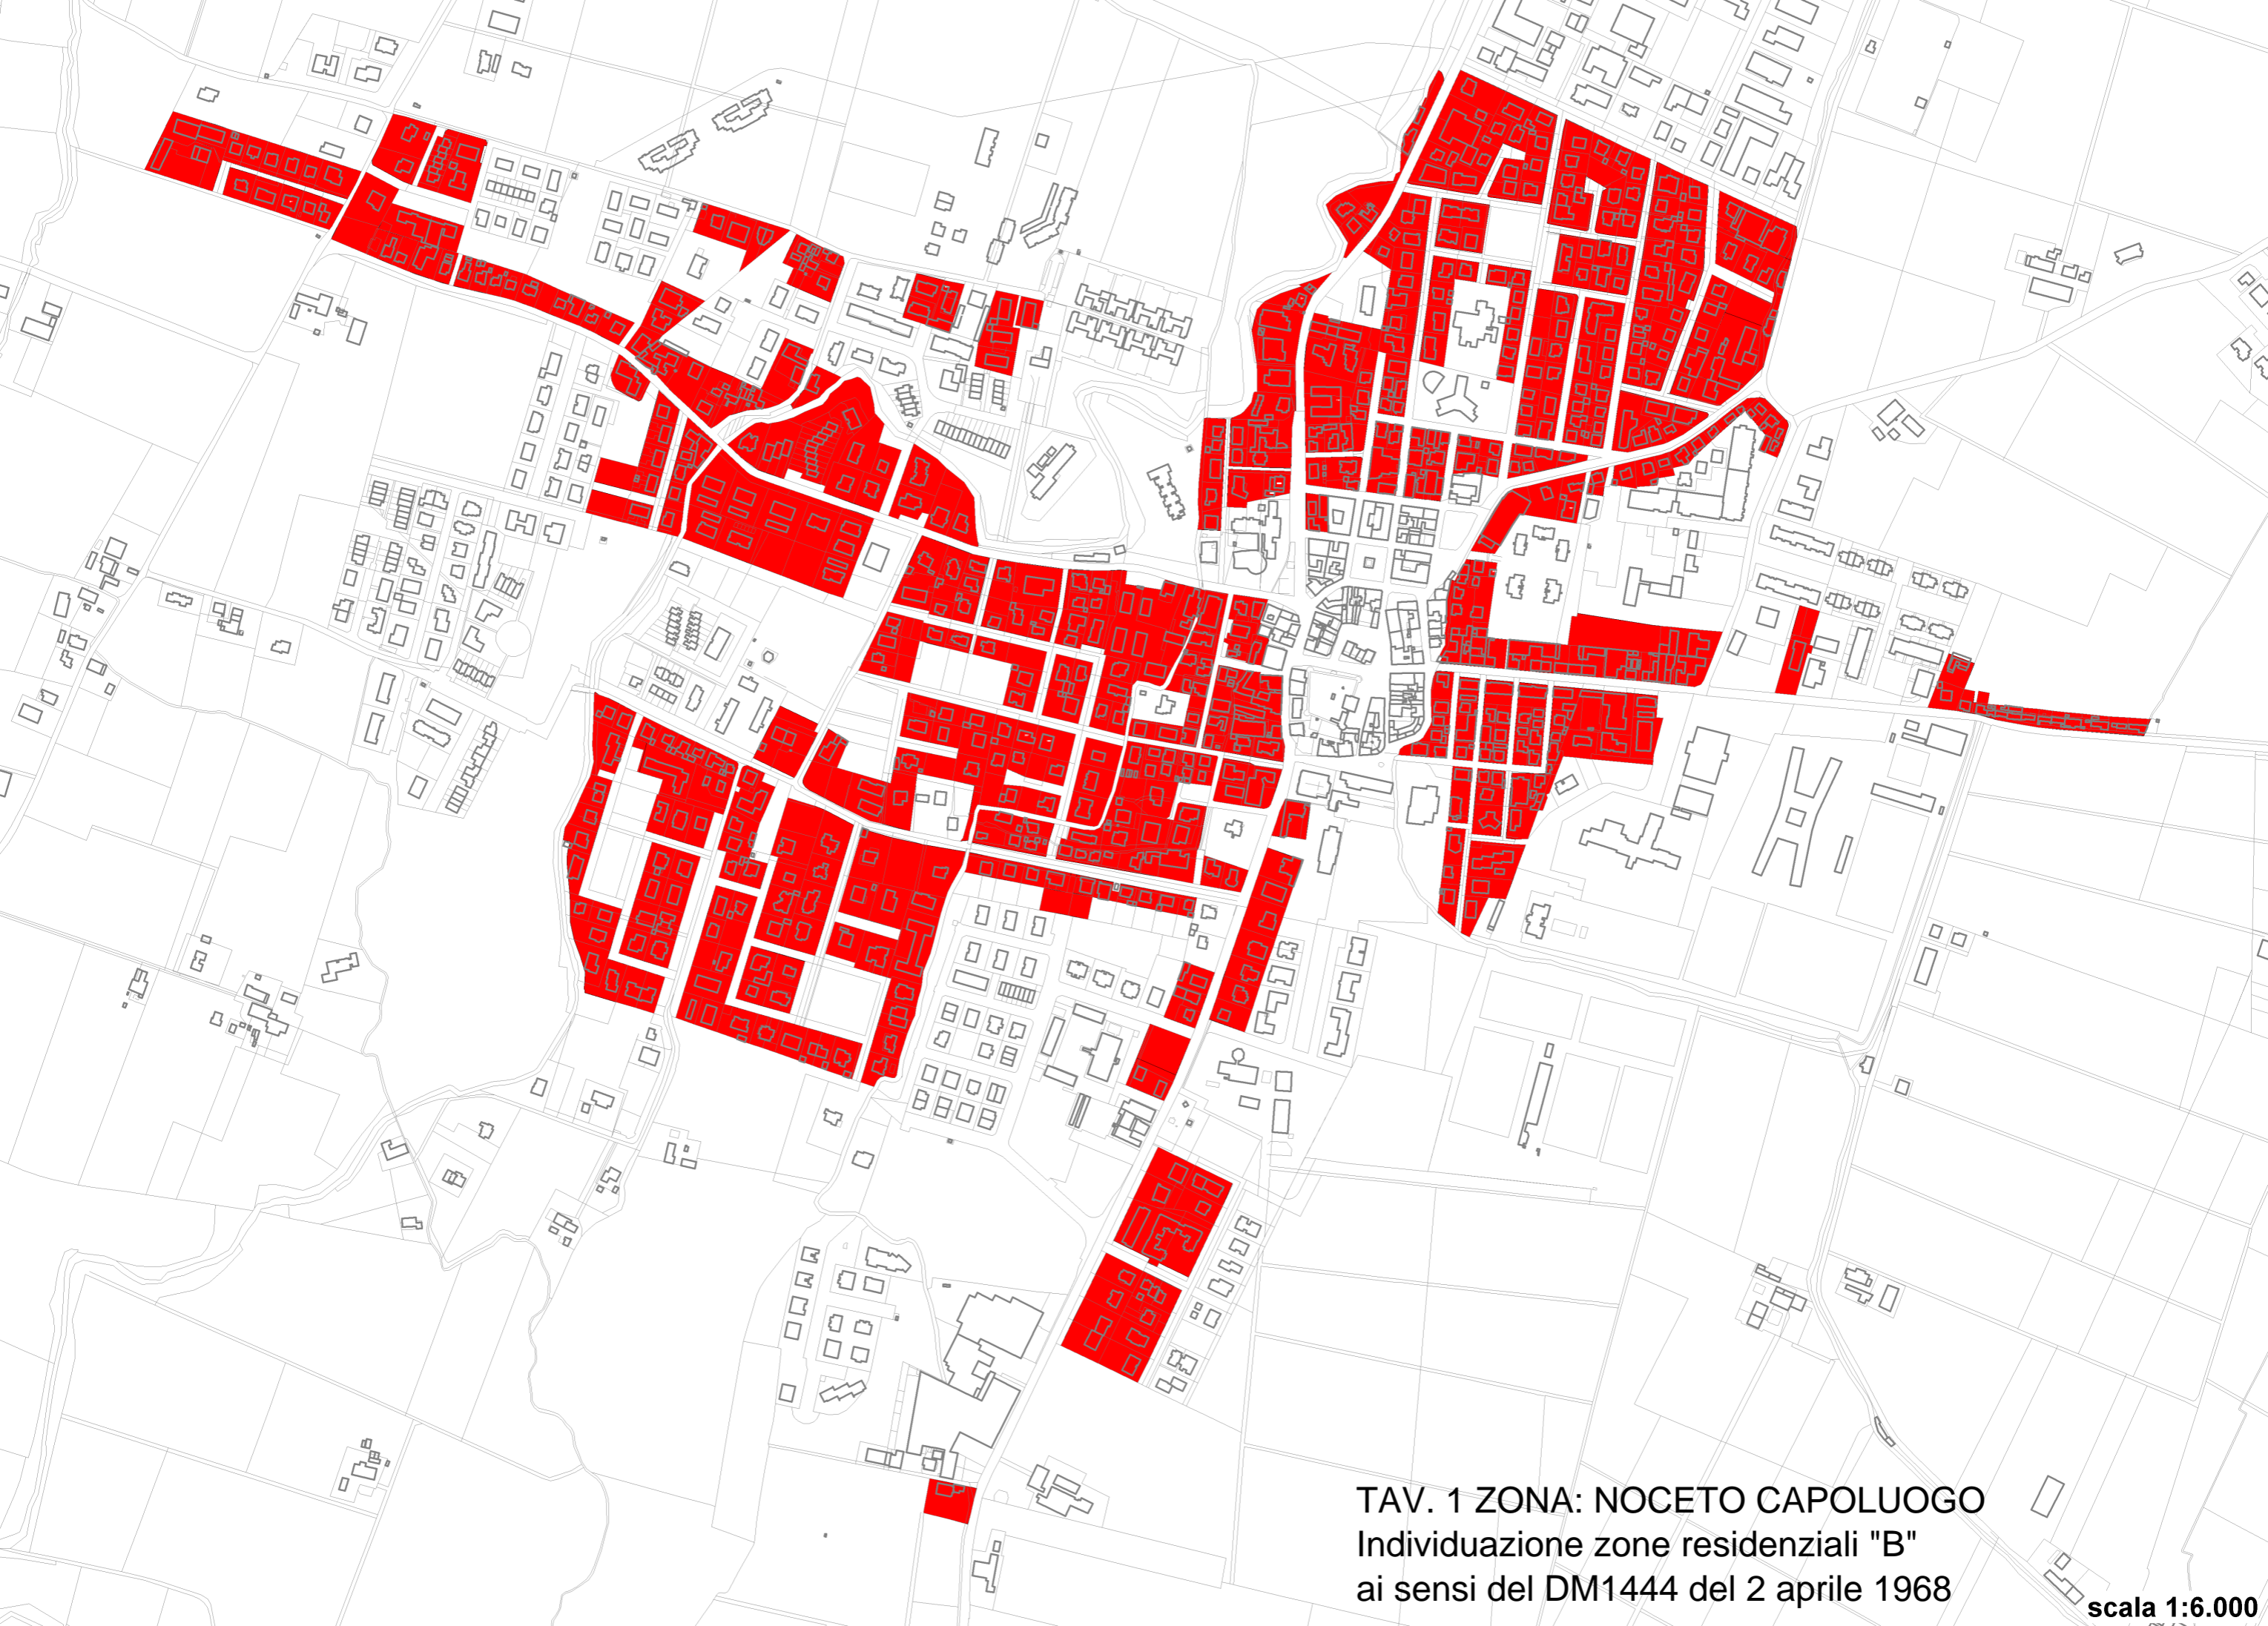 TAV. 1 ZONA: NOCETO CAPOLUOGO
Individuazione zone residenziali "B"
ai sensi del DM1444 del 2 aprile 1968
scala 1:6.000